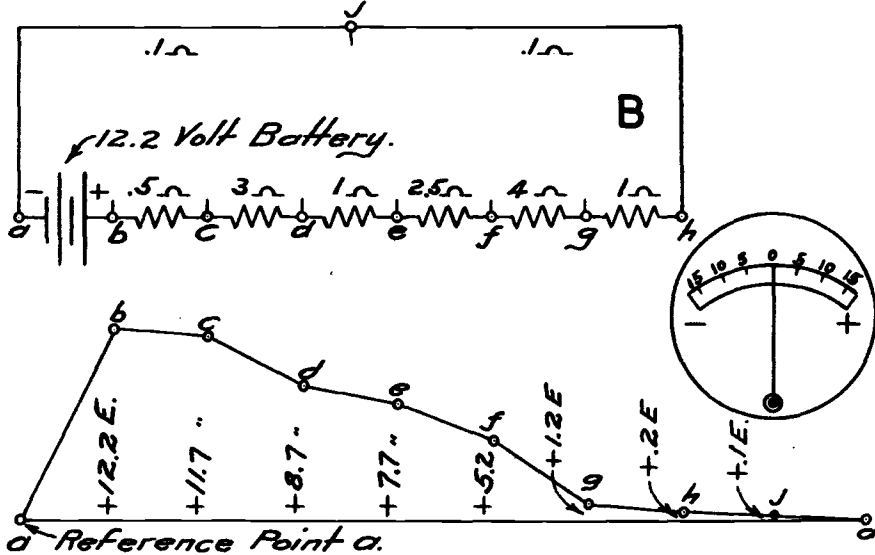 J
.1Ω .1Ω
B
12.2 Volt Battery.
- + .5Ω 3Ω 1Ω 2.5Ω 4Ω 1Ω
a b c d e f g h
15 10 5 0 5 10 15
- +
b c d e f g h J a
+12.2 E. +11.7 " +8.7 " +7.7 " +5.2 +1.2 E +.2 E +.1 E.
a Reference Point a.